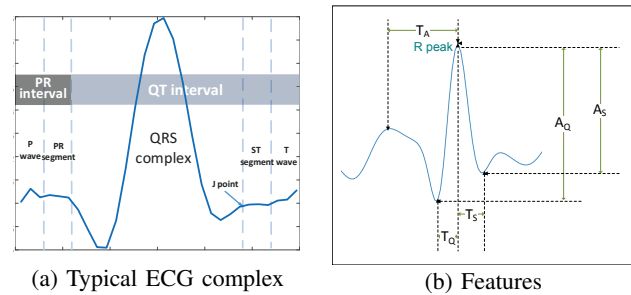 PR
interval
QT interval
P
wave
PR
segment
QRS
complex
ST
segment
T
wave
J point
(a) Typical ECG complex
T_A
R peak
A_Q
A_S
T_S
T_Q
(b) Features